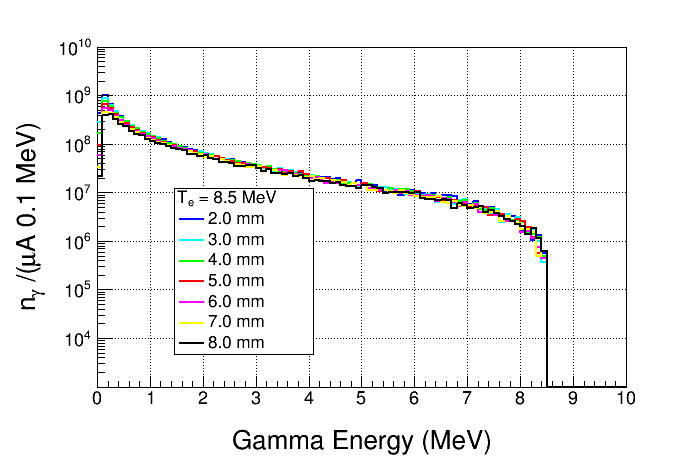 10^10
10^9
10^8
10^7
10^6
10^5
10^4
n_γ /(μA 0.1 MeV)
T_e = 8.5 MeV
2.0 mm
3.0 mm
4.0 mm
5.0 mm
6.0 mm
7.0 mm
8.0 mm
0 1 2 3 4 5 6 7 8 9 10
Gamma Energy (MeV)